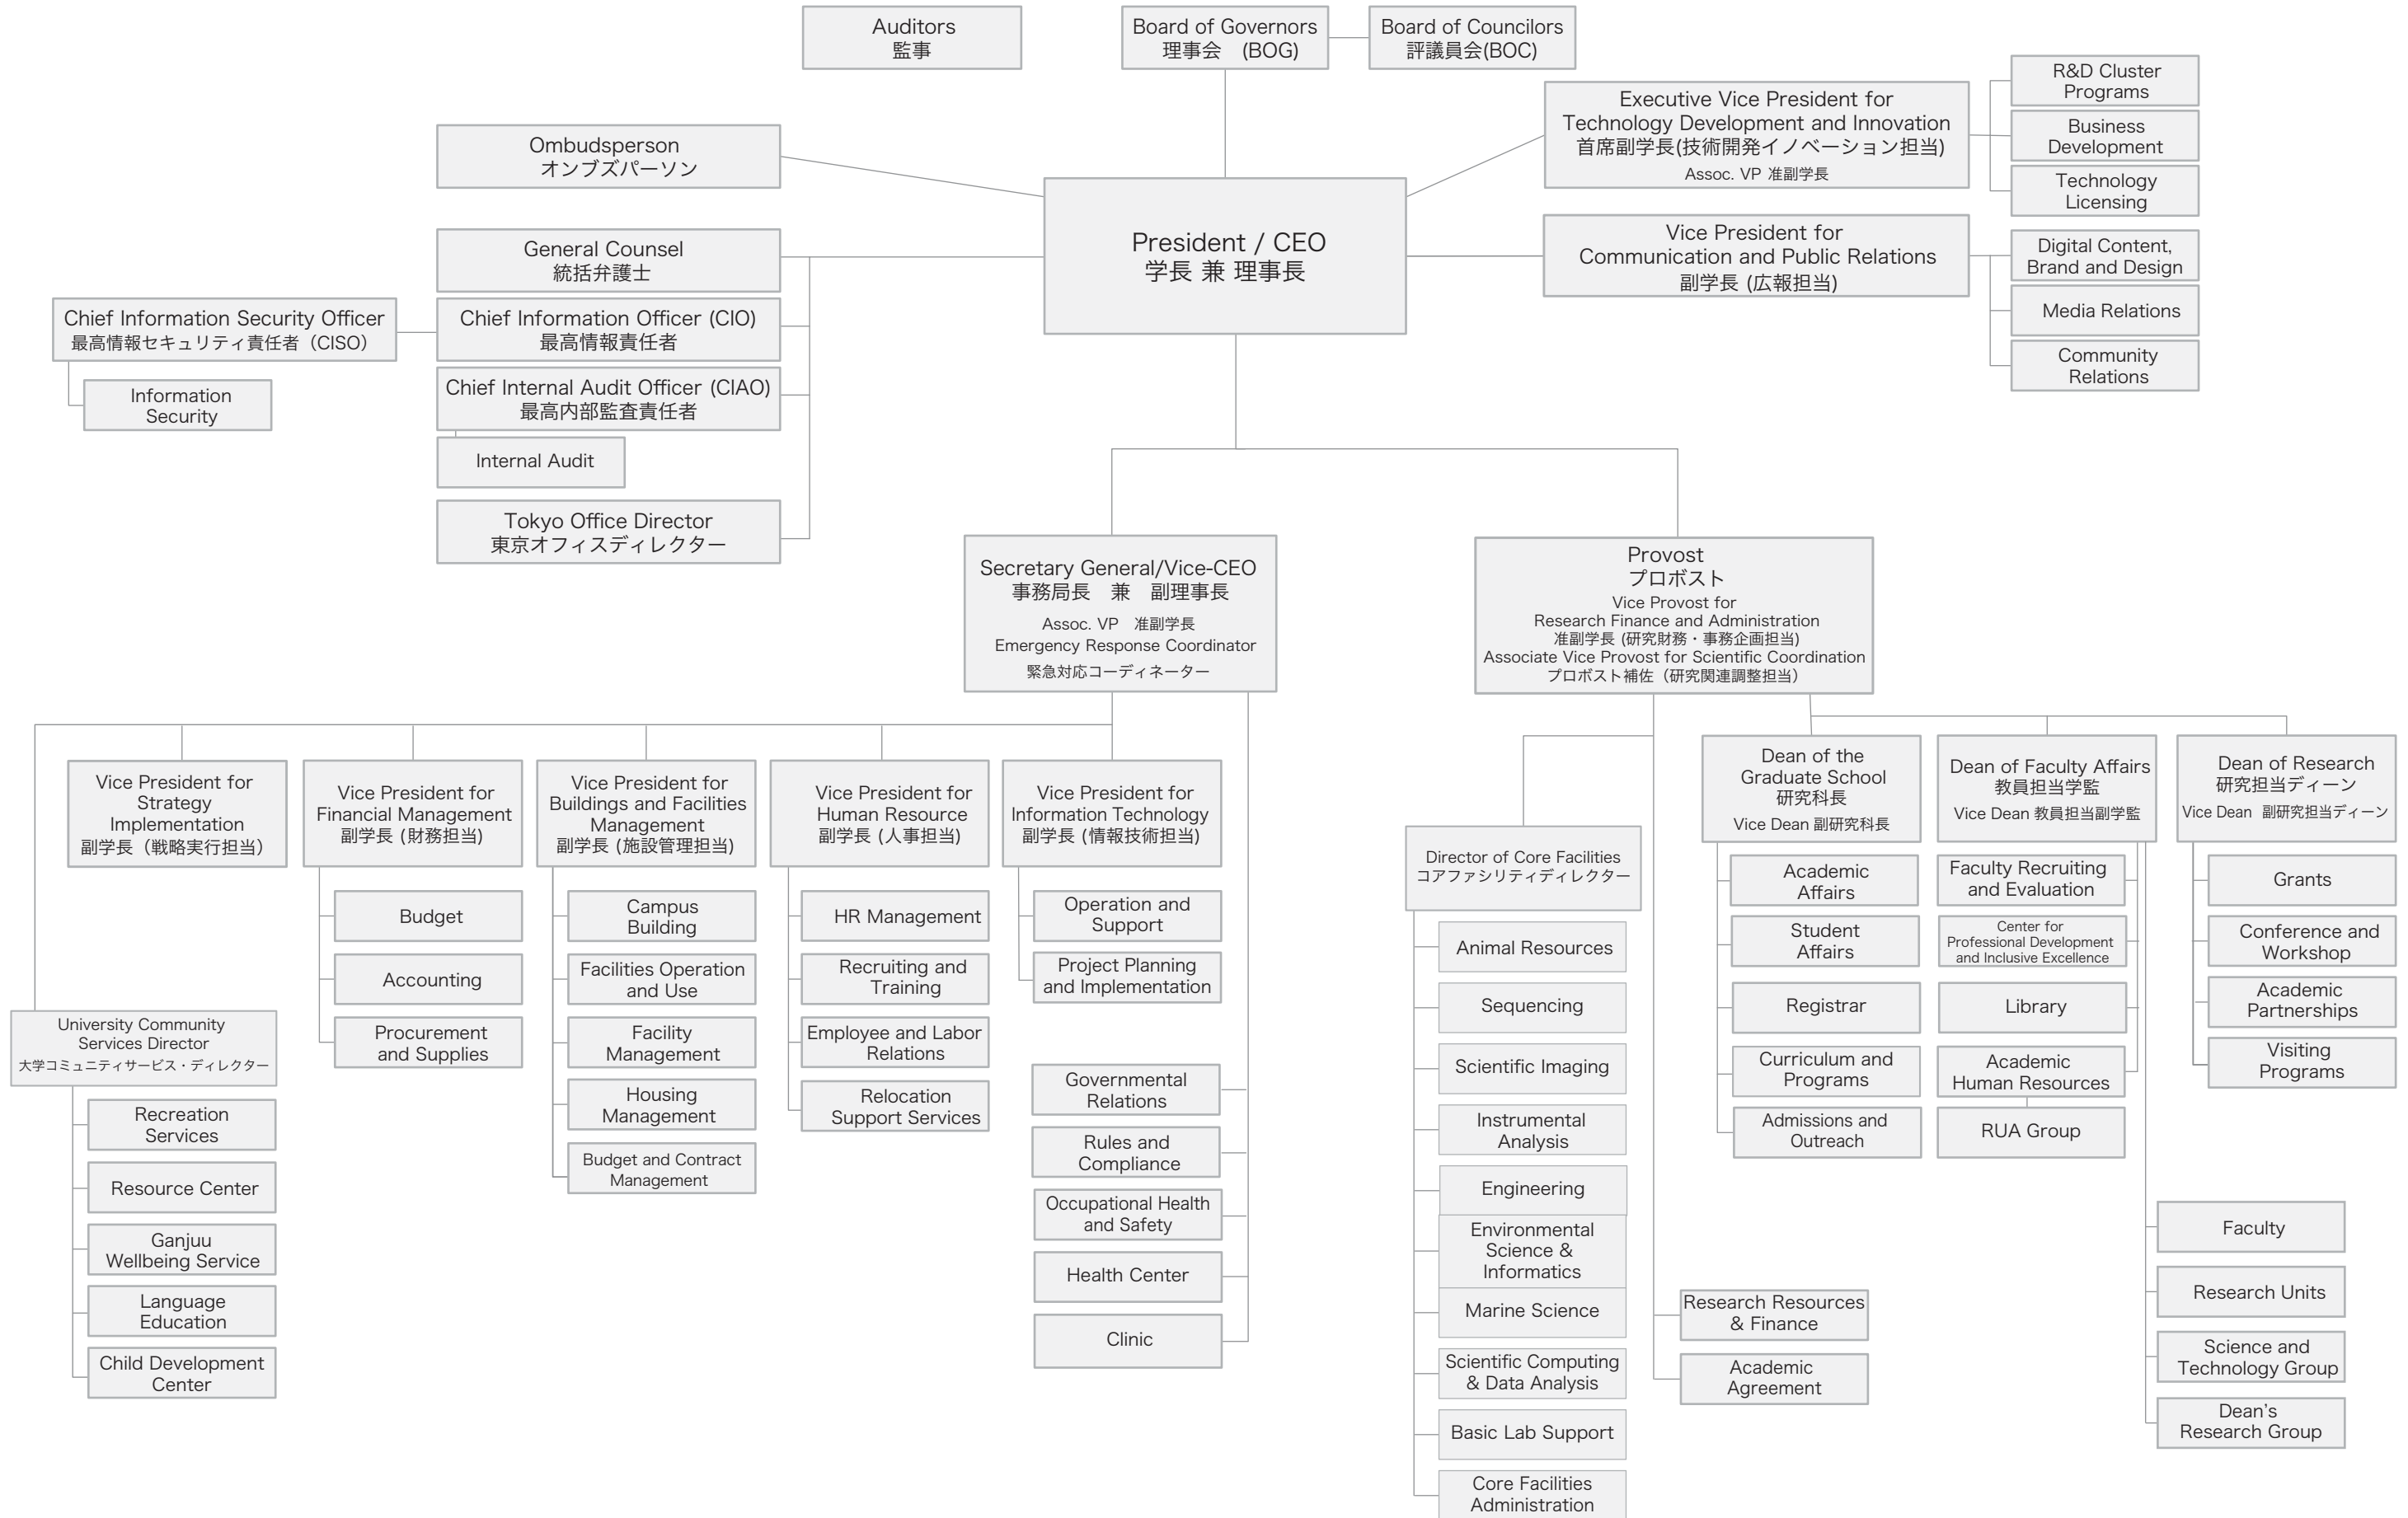 Auditors
監事
Board of Governors
理事会　(BOG)
Board of Councilors
評議員会(BOC)
Executive Vice President for
Technology Development and Innovation
首席副学長(技術開発イノベーション担当)
Assoc. VP 准副学長
R&D Cluster
Programs
Business
Development
Technology
Licensing
Ombudsperson
オンブズパーソン
President / CEO
学長 兼 理事長
General Counsel
統括弁護士
Vice President for
Communication and Public Relations
副学長 (広報担当)
Digital Content,
Brand and Design
Media Relations
Community
Relations
Chief Information Security Officer
最高情報セキュリティ責任者（CISO）
Information
Security
Chief Information Officer (CIO)
最高情報責任者
Chief Internal Audit Officer (CIAO)
最高内部監査責任者
Internal Audit
Tokyo Office Director
東京オフィスディレクター
Secretary General/Vice-CEO
事務局長　兼　副理事長
Assoc. VP　准副学長
Emergency Response Coordinator
緊急対応コーディネーター
Provost
プロボスト
Vice Provost for
Research Finance and Administration
准副学長 (研究財務・事務企画担当)
Associate Vice Provost for Scientific Coordination
プロボスト補佐（研究関連調整担当）
Vice President for
Strategy
Implementation
副学長（戦略実行担当）
Vice President for
Financial Management
副学長 (財務担当)
Budget
Accounting
Procurement
and Supplies
Vice President for
Buildings and Facilities
Management
副学長 (施設管理担当)
Campus
Building
Facilities Operation
and Use
Facility
Management
Housing
Management
Budget and Contract
Management
Vice President for
Human Resource
副学長 (人事担当)
HR Management
Recruiting and
Training
Employee and Labor
Relations
Relocation
Support Services
Vice President for
Information Technology
副学長 (情報技術担当)
Operation and
Support
Project Planning
and Implementation
Governmental
Relations
Rules and
Compliance
Occupational Health
and Safety
Health Center
Clinic
University Community
Services Director
大学コミュニティサービス・ディレクター
Recreation
Services
Resource Center
Ganjuu
Wellbeing Service
Language
Education
Child Development
Center
Director of Core Facilities
コアファシリティディレクター
Animal Resources
Sequencing
Scientific Imaging
Instrumental
Analysis
Engineering
Environmental
Science &
Informatics
Marine Science
Scientific Computing
& Data Analysis
Basic Lab Support
Core Facilities
Administration
Research Resources
& Finance
Academic
Agreement
Dean of the
Graduate School
研究科長
Vice Dean 副研究科長
Academic
Affairs
Student
Affairs
Registrar
Curriculum and
Programs
Admissions and
Outreach
Dean of Faculty Affairs
教員担当学監
Vice Dean 教員担当副学監
Faculty Recruiting
and Evaluation
Center for
Professional Development
and Inclusive Excellence
Library
Academic
Human Resources
RUA Group
Faculty
Research Units
Science and
Technology Group
Dean’s
Research Group
Dean of Research
研究担当ディーン
Vice Dean 副研究担当ディーン
Grants
Conference and
Workshop
Academic
Partnerships
Visiting
Programs